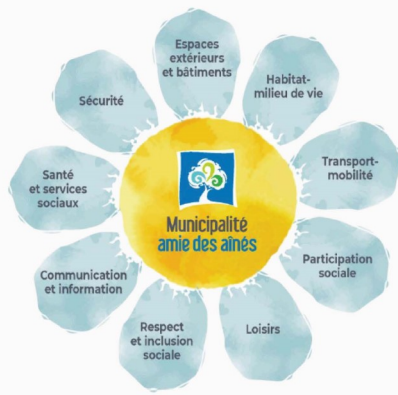 Espaces
extérieurs
et bâtiments
Habitat-
milieu de vie
Transport-
mobilité
Participation
sociale
Loisirs
Respect
et inclusion
sociale
Communication
et information
Santé
et services
sociaux
Sécurité
Municipalité
amie des aînés